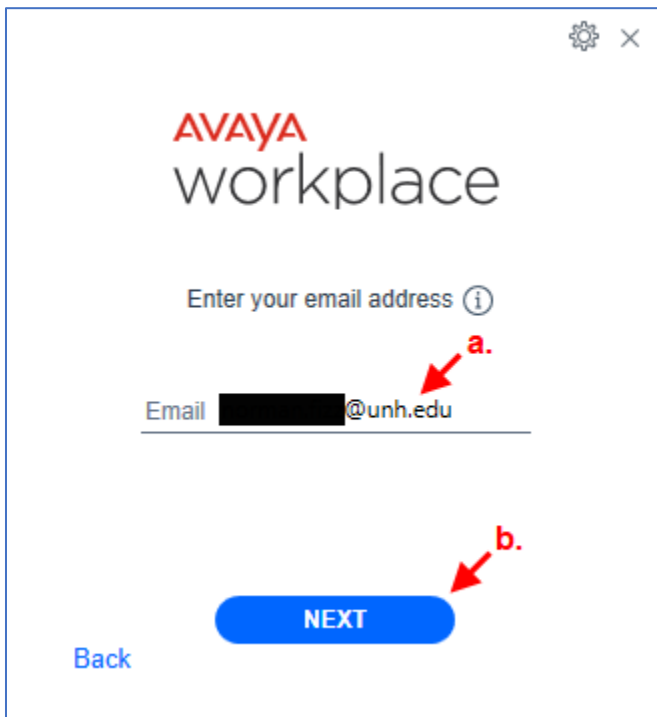 AVAYA
workplace
Enter your email address
a.
Email @unh.edu
b.
NEXT
Back